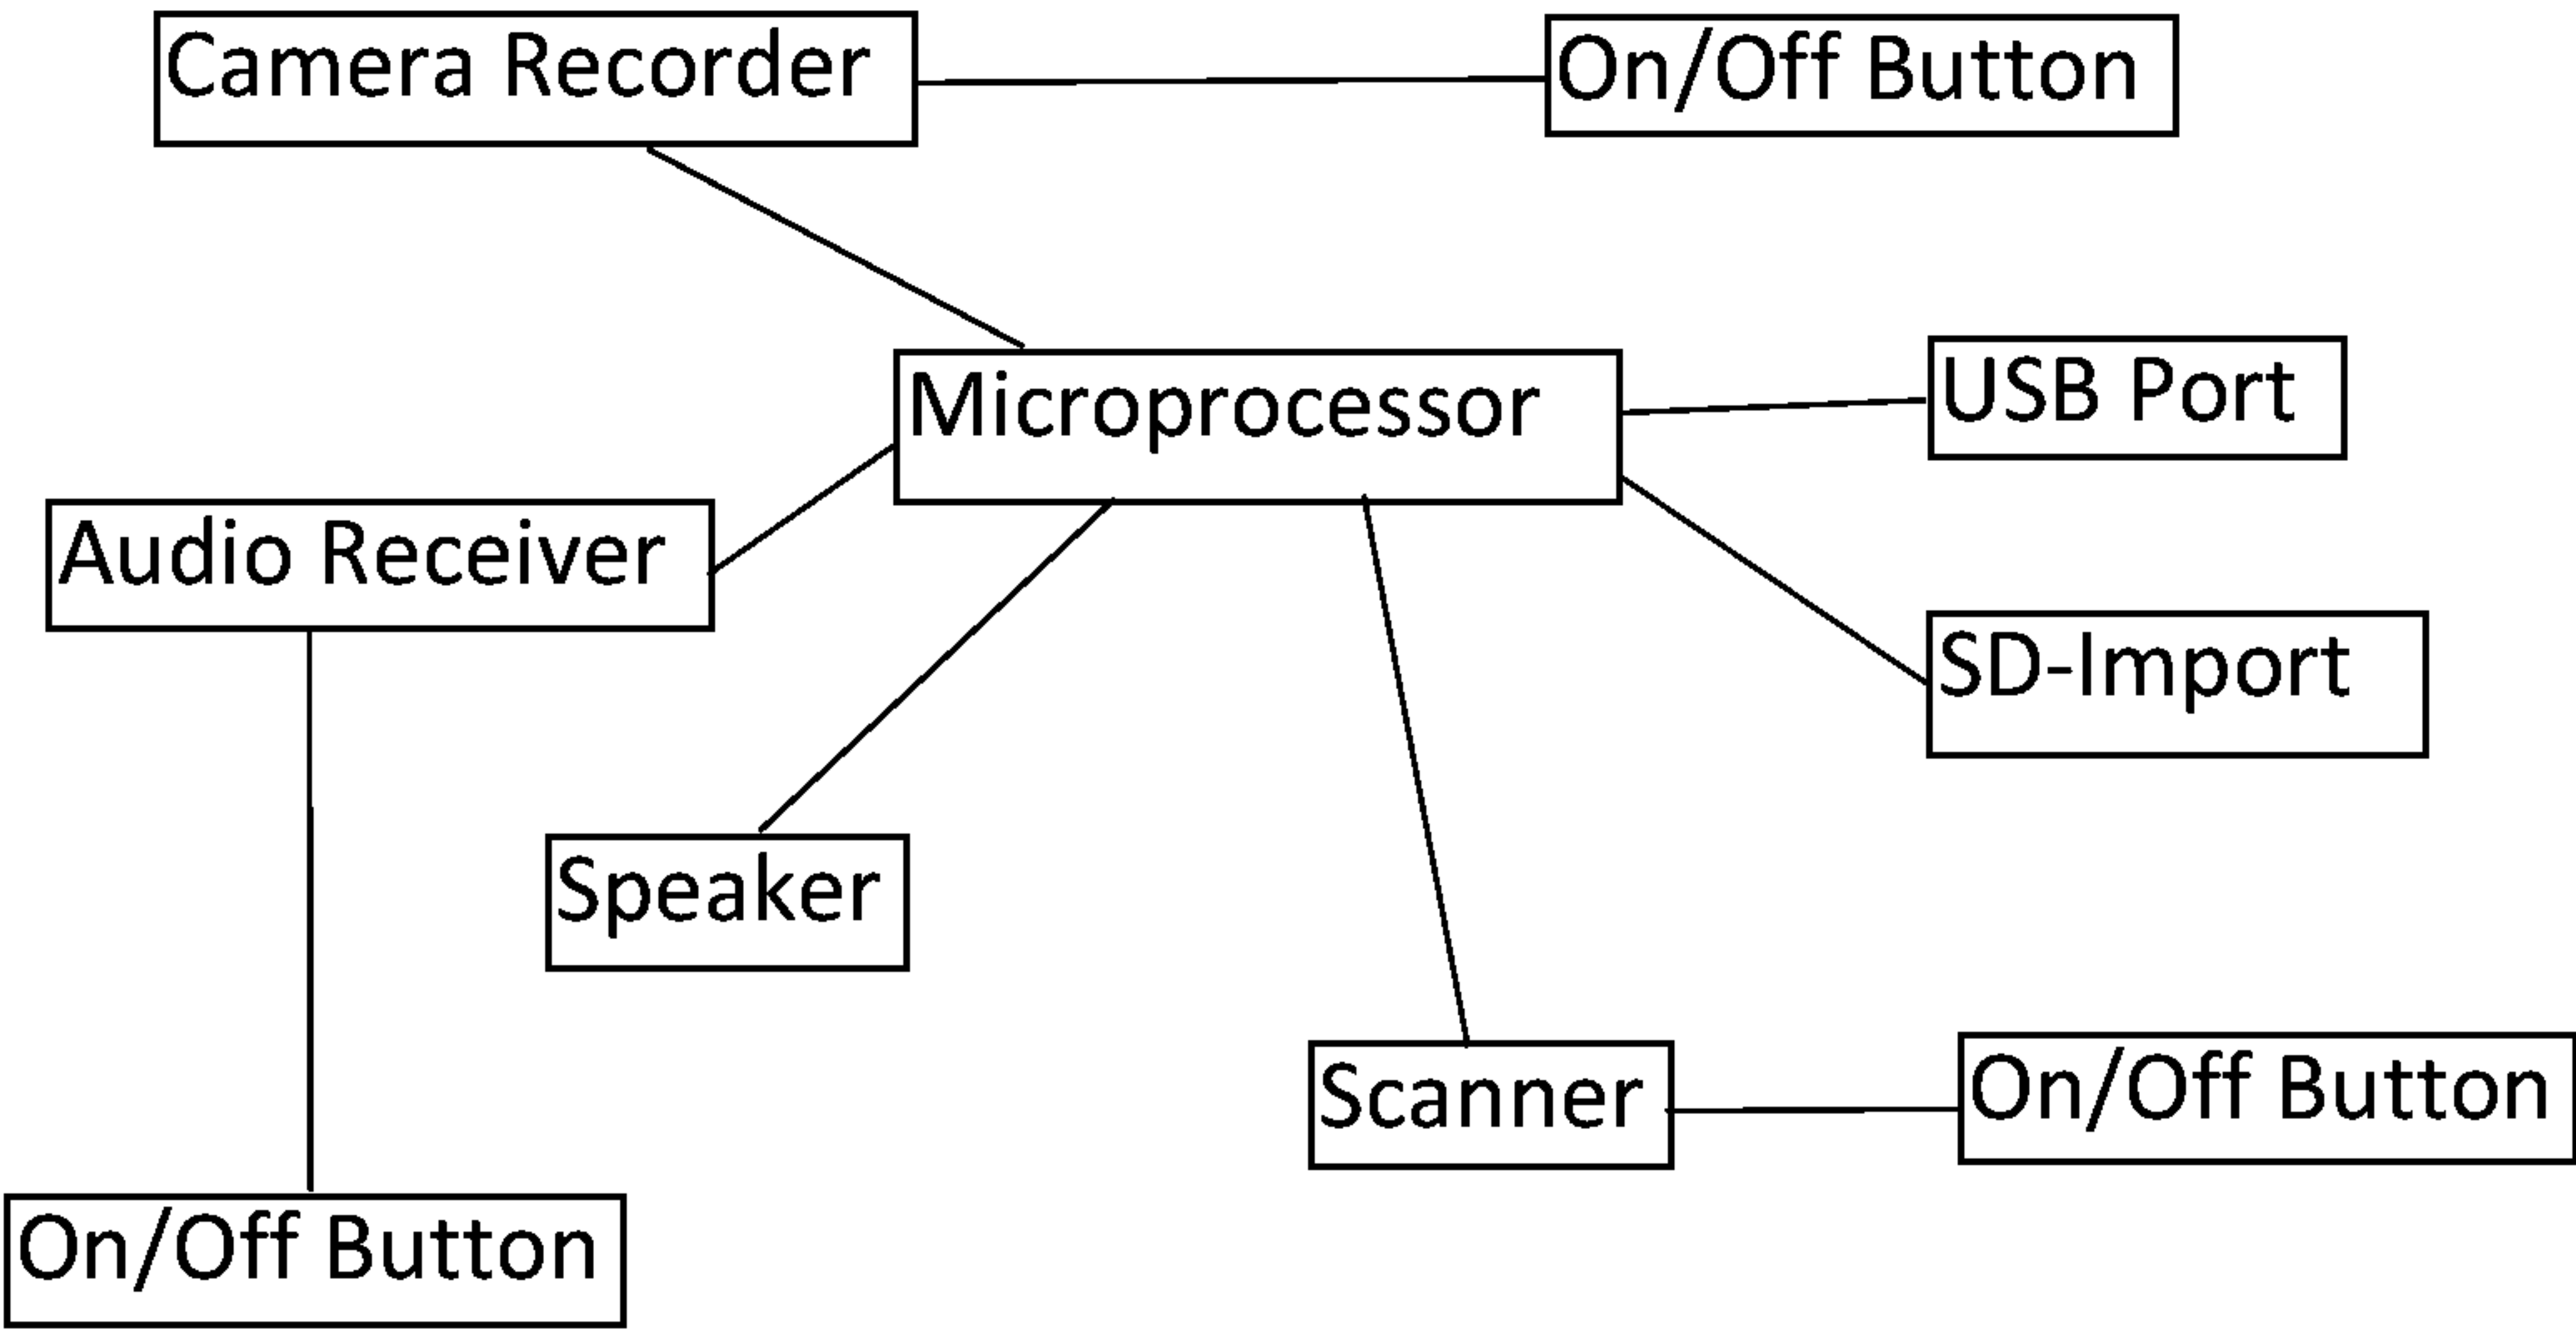 Camera Recorder
On/Off Button
Microprocessor
USB Port
Audio Receiver
SD-Import
Speaker
Scanner
On/Off Button
On/Off Button